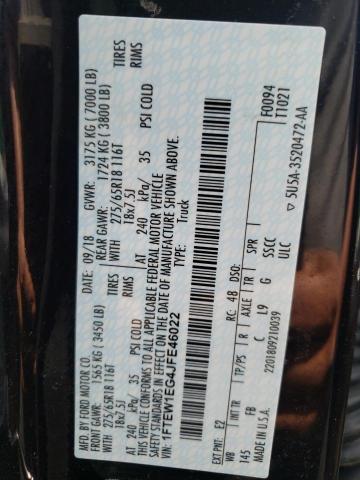 MFD. BY FORD MOTOR CO.
DATE: 09/18 GVWR: 3175 KG ( 7000 LB)
FRONT GAWR: 1565 KG ( 3450 LB) REAR GAWR: 1724 KG ( 3800 LB)
275/65R18 116T TIRES WITH 275/65R18 116T TIRES
18x7.5J RIMS 18x7.5J RIMS
AT 240 kPa/ 35 PSI COLD AT 240 kPa/ 35 PSI COLD
THIS VEHICLE CONFORMS TO ALL APPLICABLE FEDERAL MOTOR VEHICLE
SAFETY STANDARDS IN EFFECT ON THE DATE OF MANUFACTURE SHOWN ABOVE.
1FTEW1EG4JFE46022
TYPE: Truck
F0094
T1021
EXT PNT: E2 RC: 48 DSO:
WB INT TR TP/PS R AXLE TR SPR
145 FB C L9 G SSCC
ULC
MADE IN U.S.A. 2201809210039
5U5A-3520472-AA